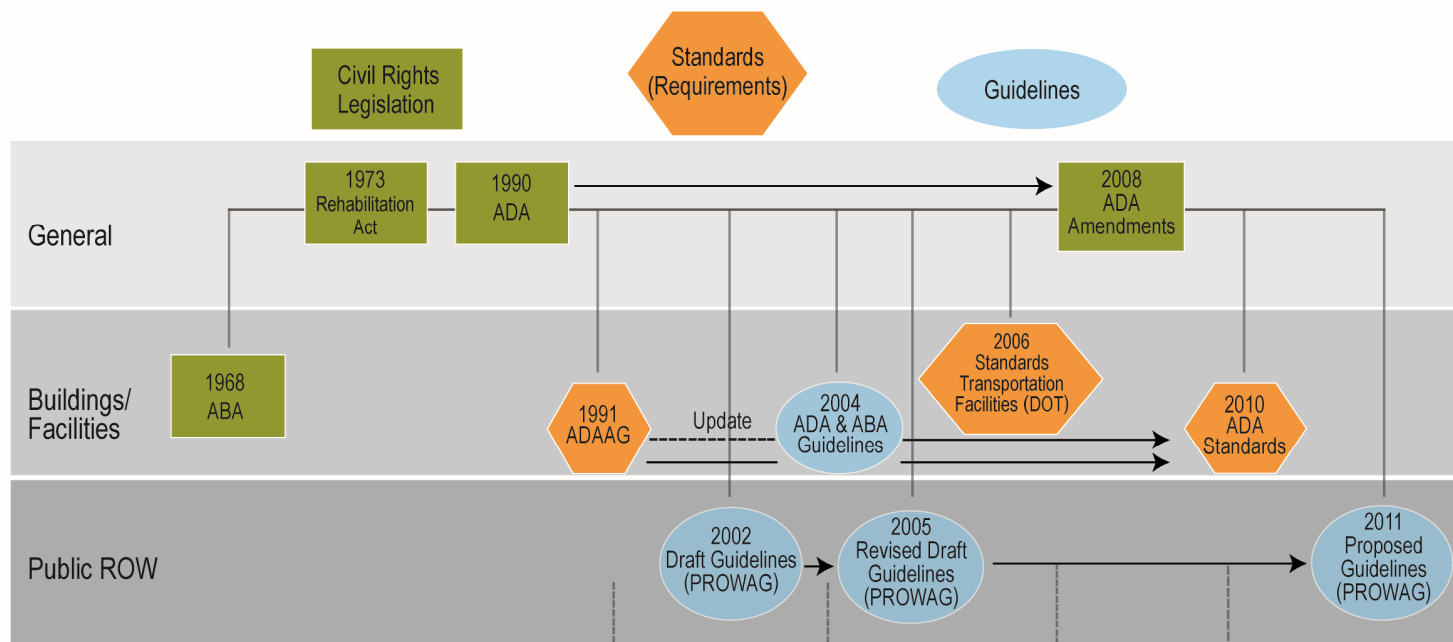 Civil Rights
Legislation
Standards
(Requirements)
Guidelines
General
1973
Rehabilitation
Act
1990
ADA
2008
ADA
Amendments
Buildings/
Facilities
1968
ABA
1991
ADAAG
Update
2004
ADA & ABA
Guidelines
2006
Standards
Transportation
Facilities (DOT)
2010
ADA
Standards
Public ROW
2002
Draft Guidelines
(PROWAG)
2005
Revised Draft
Guidelines
(PROWAG)
2011
Proposed
Guidelines
(PROWAG)